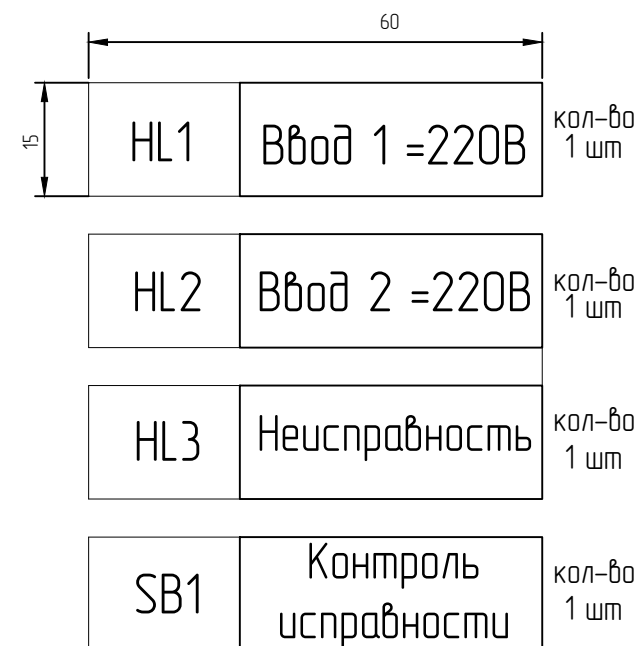 60
15
HL1
Ввод 1 =220В
кол-во
1 шт
HL2
Ввод 2 =220В
кол-во
1 шт
HL3
Неисправность
кол-во
1 шт
SB1
Контроль
исправности
кол-во
1 шт